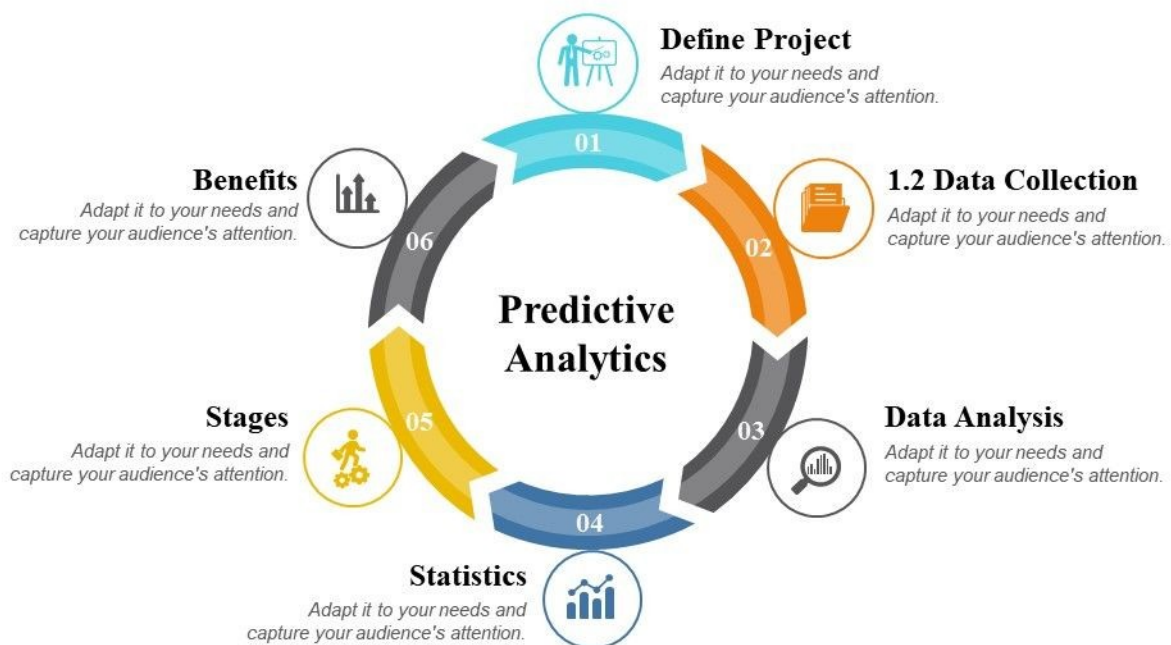 Define Project
Adapt it to your needs and
capture your audience's attention.
01
1.2 Data Collection
Adapt it to your needs and
capture your audience's attention.
02
Data Analysis
Adapt it to your needs and
capture your audience's attention.
03
Statistics
Adapt it to your needs and
capture your audience's attention.
04
Stages
Adapt it to your needs and
capture your audience's attention.
05
Benefits
Adapt it to your needs and
capture your audience's attention.
06
Predictive
Analytics